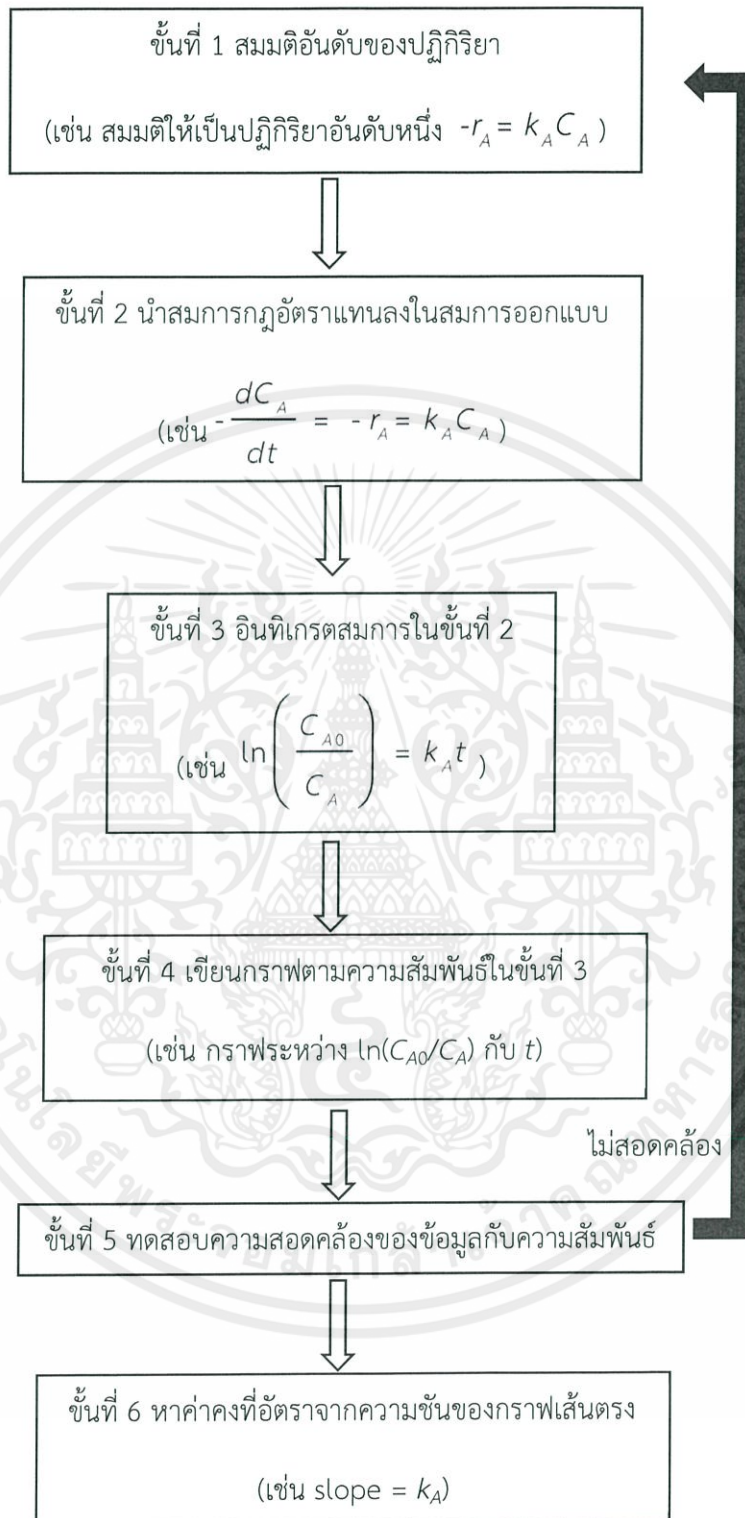 ขั้นที่ 1 สมมติอันดับของปฏิกิริยา
(เช่น สมมติให้เป็นปฏิกิริยาอันดับหนึ่ง -r_A = k_A C_A )
ขั้นที่ 2 นำสมการกฎอัตราแทนลงในสมการออกแบบ
(เช่น - dC_A / dt = - r_A = k_A C_A )
ขั้นที่ 3 อินทิเกรตสมการในขั้นที่ 2
(เช่น ln( C_A0 / C_A ) = k_A t )
ขั้นที่ 4 เขียนกราฟตามความสัมพันธ์ในขั้นที่ 3
(เช่น กราฟระหว่าง ln(C_A0/C_A) กับ t)
ไม่สอดคล้อง
ขั้นที่ 5 ทดสอบความสอดคล้องของข้อมูลกับความสัมพันธ์
ขั้นที่ 6 หาค่าคงที่อัตราจากความชันของกราฟเส้นตรง
(เช่น slope = k_A)